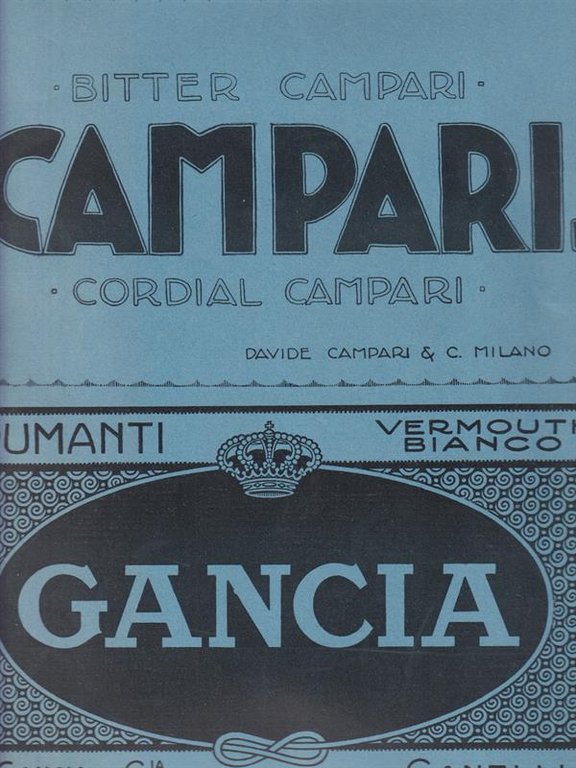 · BITTER CAMPARI ·
CAMPARI
· CORDIAL CAMPARI ·
DAVIDE CAMPARI & C. MILANO
UMANTI
VERMOUTH
BIANCO
GANCIA